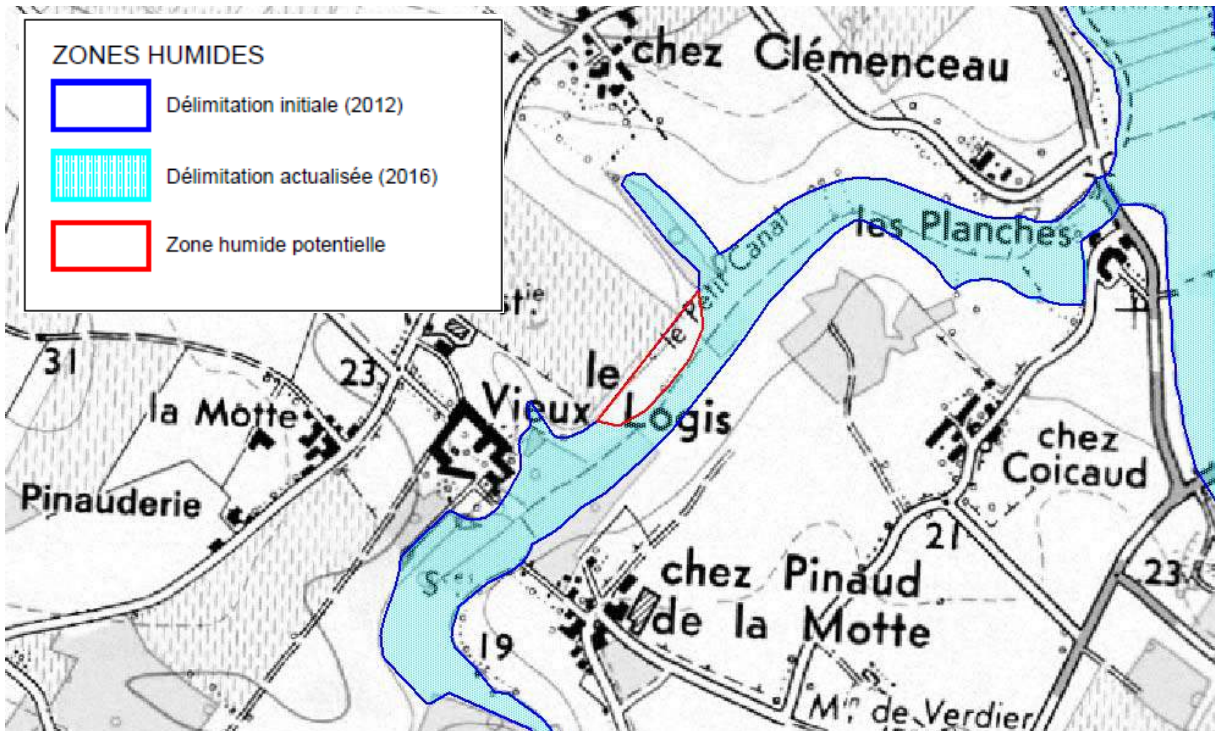 ZONES HUMIDES
Délimitation initiale (2012)
Délimitation actualisée (2016)
Zone humide potentielle
chez Clémenceau
le Petit Canal
les Planches
31
23
la Motte
le
Vieux Logis
Pinauderie
chez
Coicaud
21
23
chez Pinaud
de la Motte
19
Min de Verdier